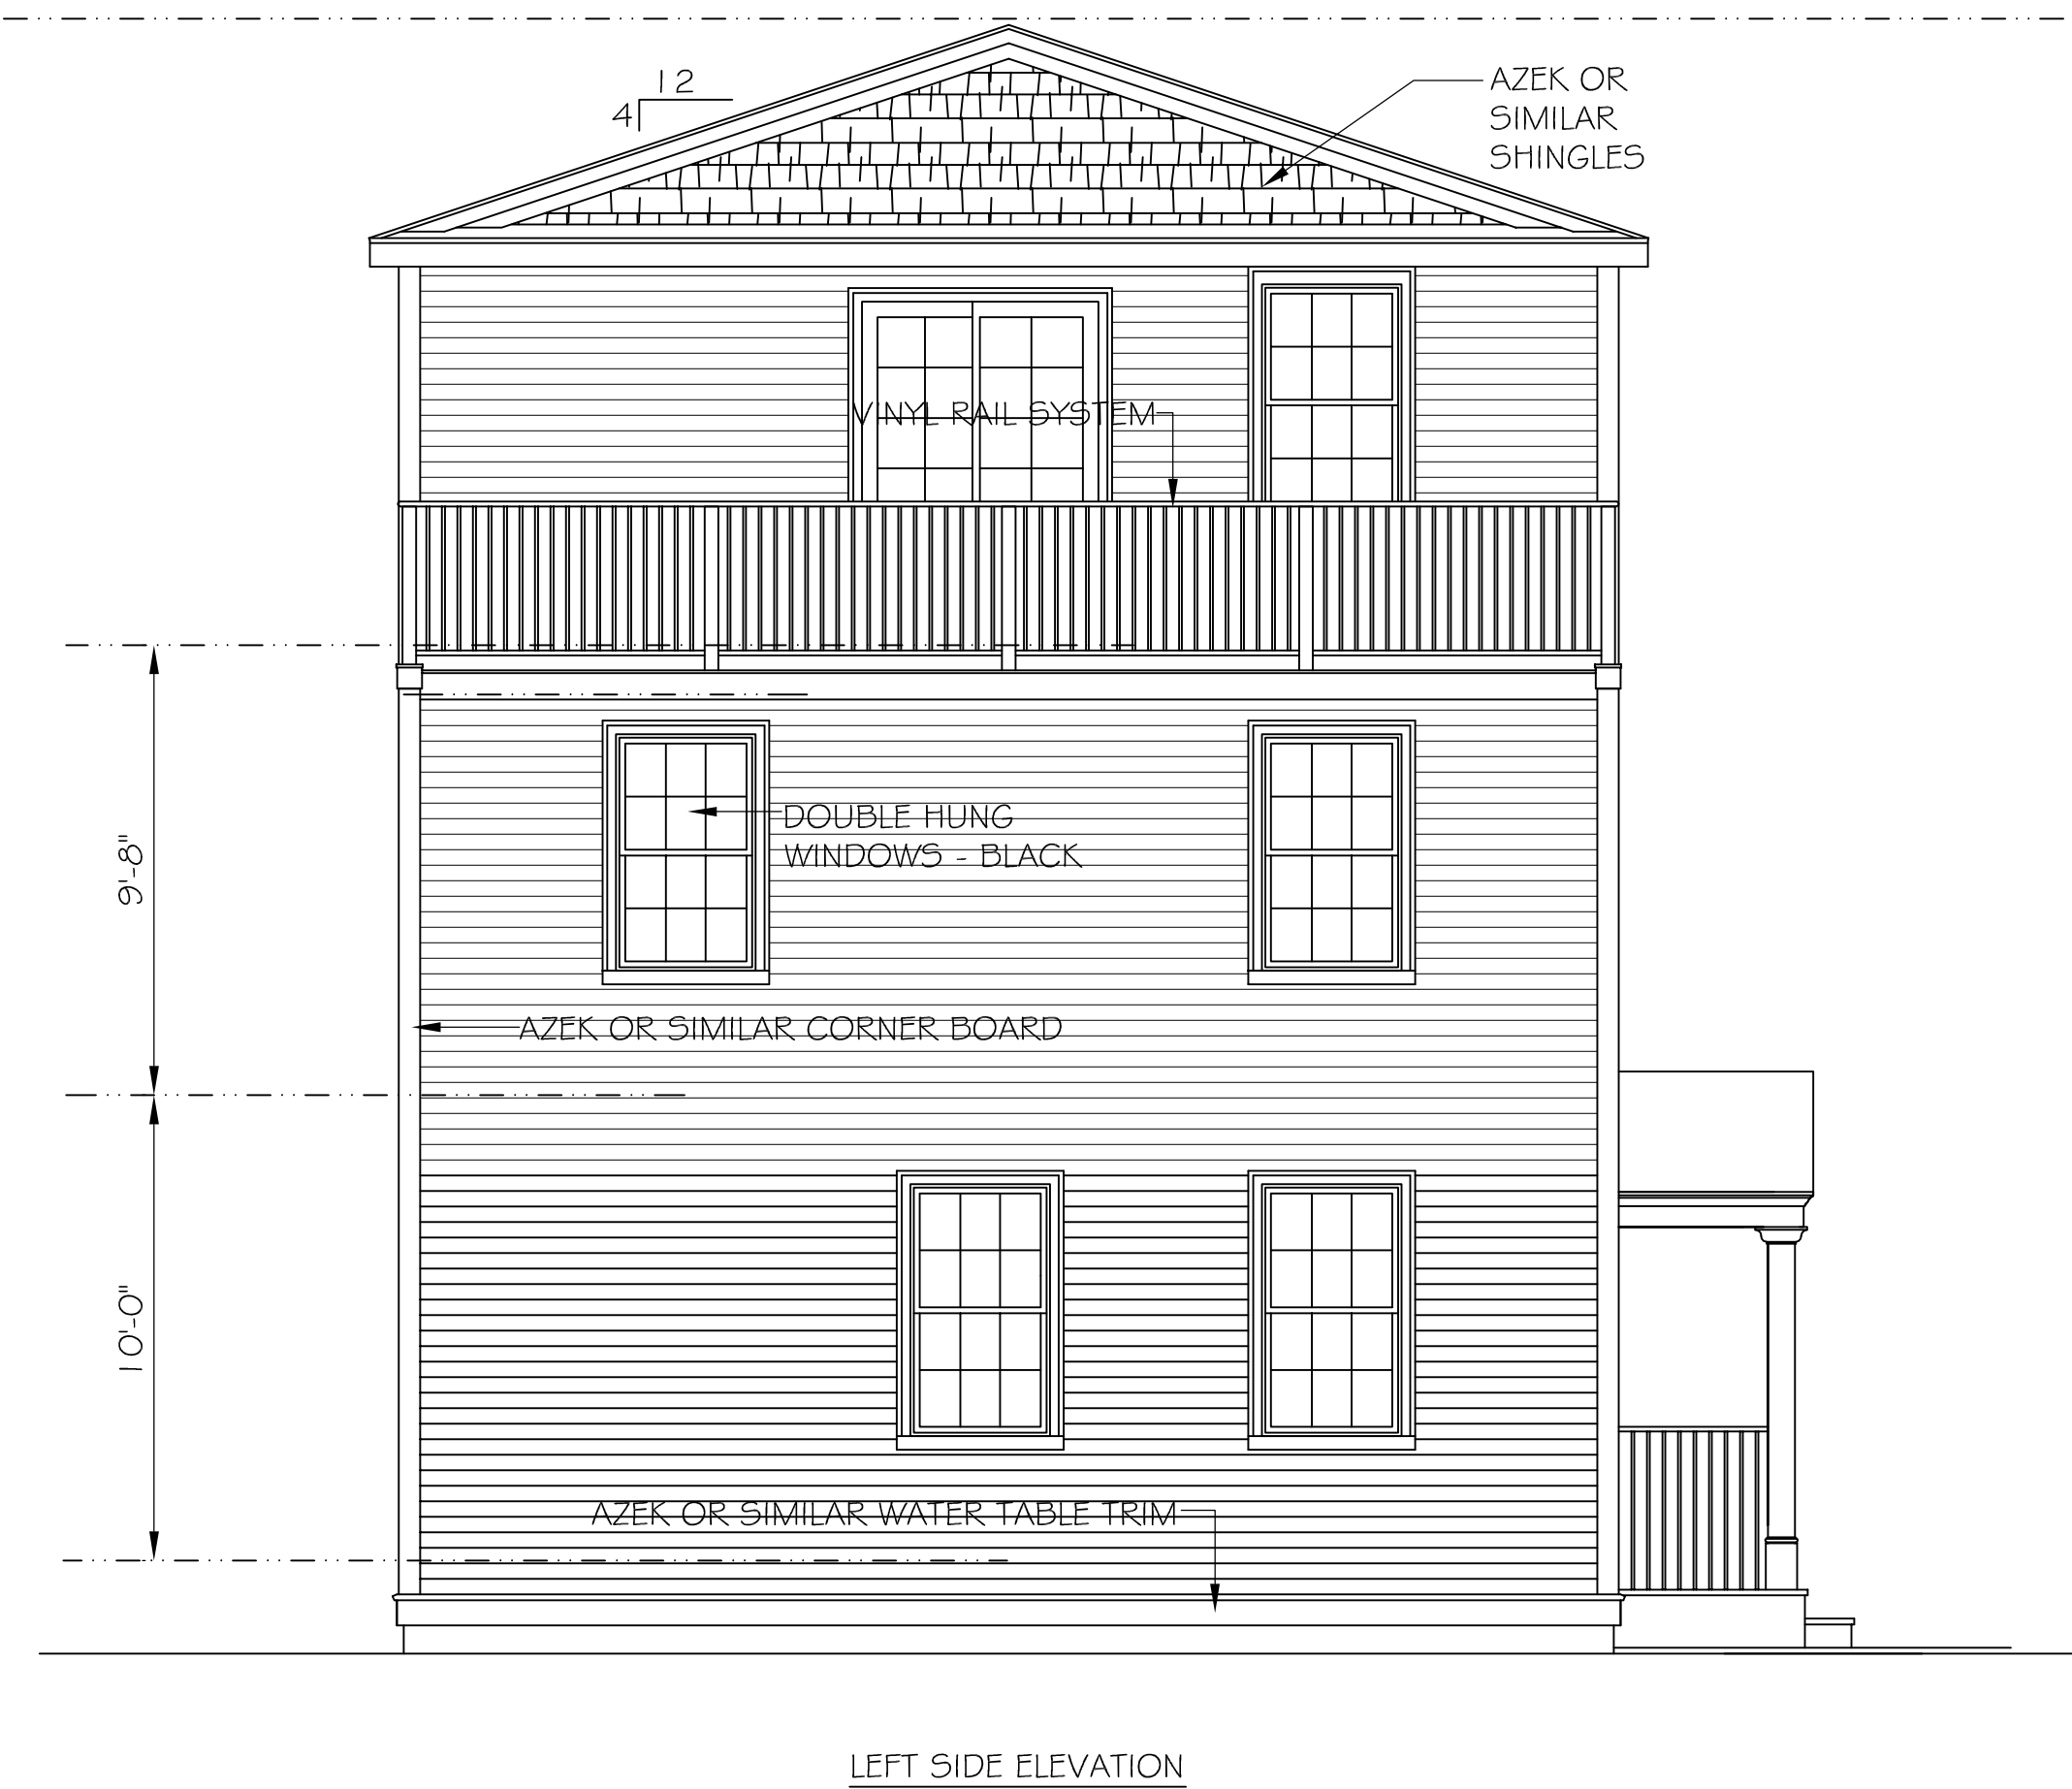 12
4
AZEK OR
SIMILAR
SHINGLES
VINYL RAIL SYSTEM
DOUBLE HUNG
WINDOWS - BLACK
9'-8"
AZEK OR SIMILAR CORNER BOARD
10'-0"
AZEK OR SIMILAR WATER TABLE TRIM
LEFT SIDE ELEVATION